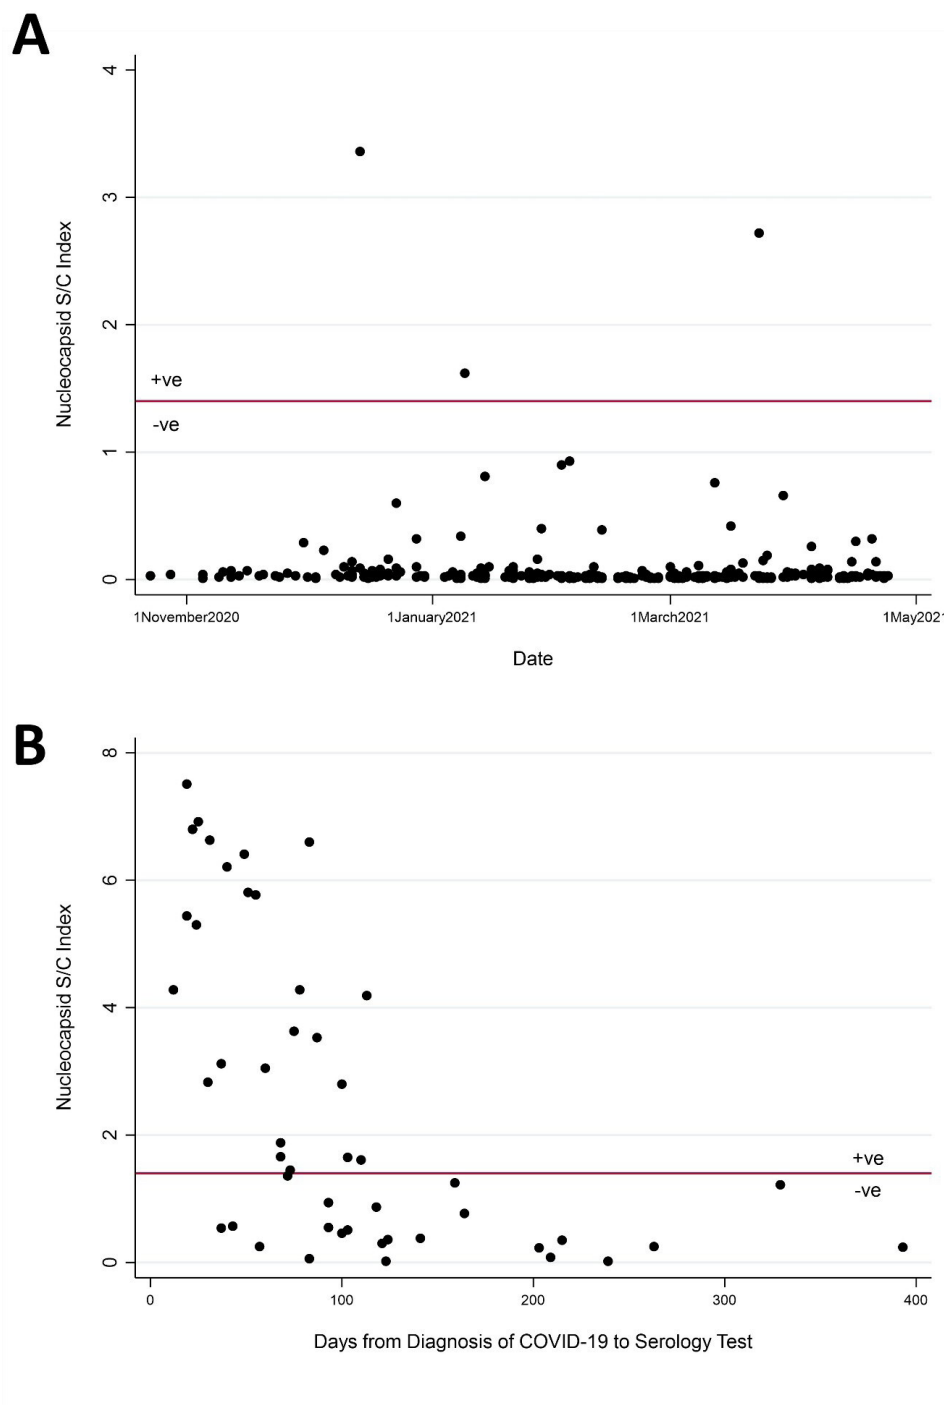 A
4
3
2
1
0
Nucleocapsid S/C Index
+ve
-ve
1November2020
1January2021
1March2021
1May2021
Date
B
8
6
4
2
0
Nucleocapsid S/C Index
+ve
-ve
0
100
200
300
400
Days from Diagnosis of COVID-19 to Serology Test